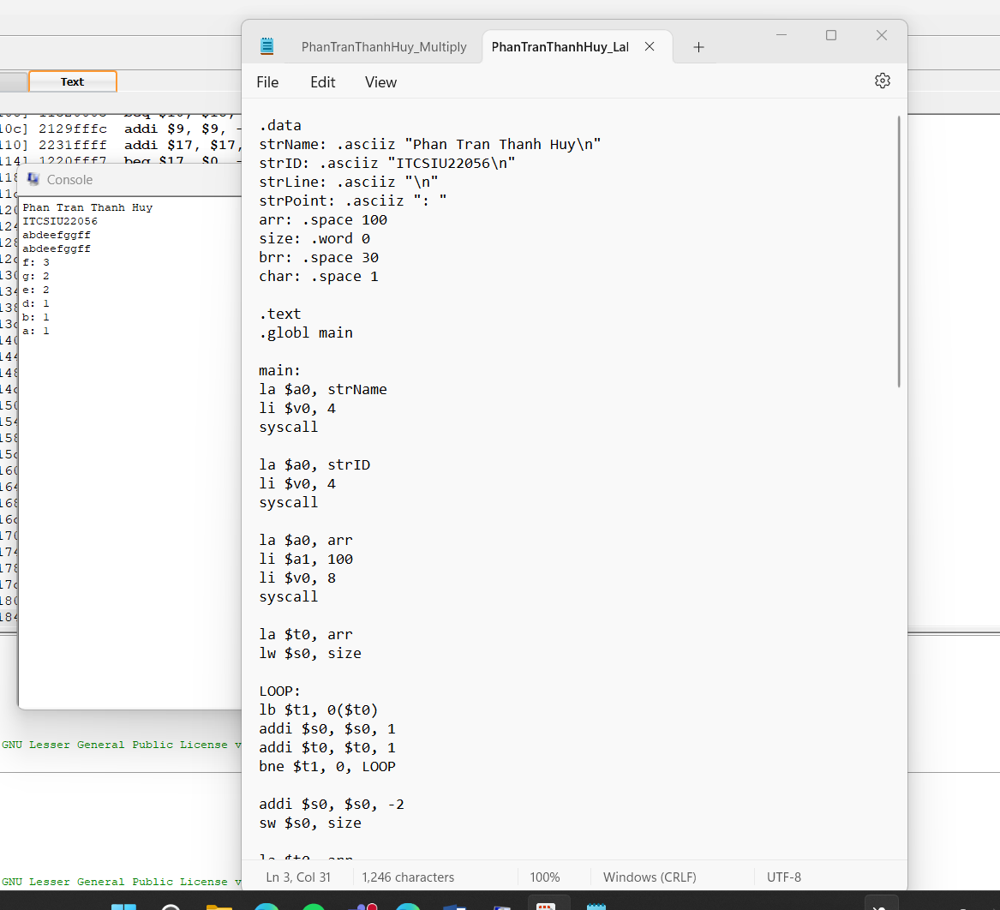 PhanTranThanhHuy_Multiply
PhanTranThanhHuy_Lal
File Edit View
Text
10c] 2129fffc addi $9, $9, -
110] 2231ffff addi $17, $17,
114] 1220fff7 beq $17, $0, -
Console
Phan Tran Thanh Huy
ITCSIU22056
abdeefggff
abdeefggff
f: 3
g: 2
e: 2
d: 1
b: 1
a: 1
.data
strName: .asciiz "Phan Tran Thanh Huy\n"
strID: .asciiz "ITCSIU22056\n"
strLine: .asciiz "\n"
strPoint: .asciiz ": "
arr: .space 100
size: .word 0
brr: .space 30
char: .space 1
.text
.globl main
main:
la $a0, strName
li $v0, 4
syscall
la $a0, strID
li $v0, 4
syscall
la $a0, arr
li $a1, 100
li $v0, 8
syscall
la $t0, arr
lw $s0, size
LOOP:
lb $t1, 0($t0)
addi $s0, $s0, 1
addi $t0, $t0, 1
bne $t1, 0, LOOP
addi $s0, $s0, -2
sw $s0, size
la $t0, arr
GNU Lesser General Public License v
GNU Lesser General Public License v
Ln 3, Col 31 1,246 characters 100% Windows (CRLF) UTF-8